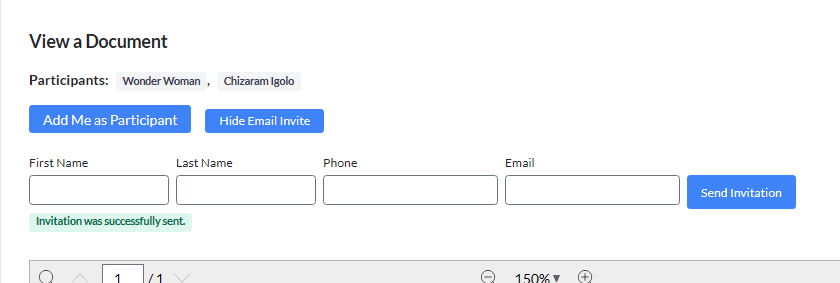 View a Document
Participants: Wonder Woman , Chizaram Igolo
Add Me as Participant Hide Email Invite
First Name Last Name Phone Email
Send Invitation
Invitation was successfully sent.
1 / 1 150%